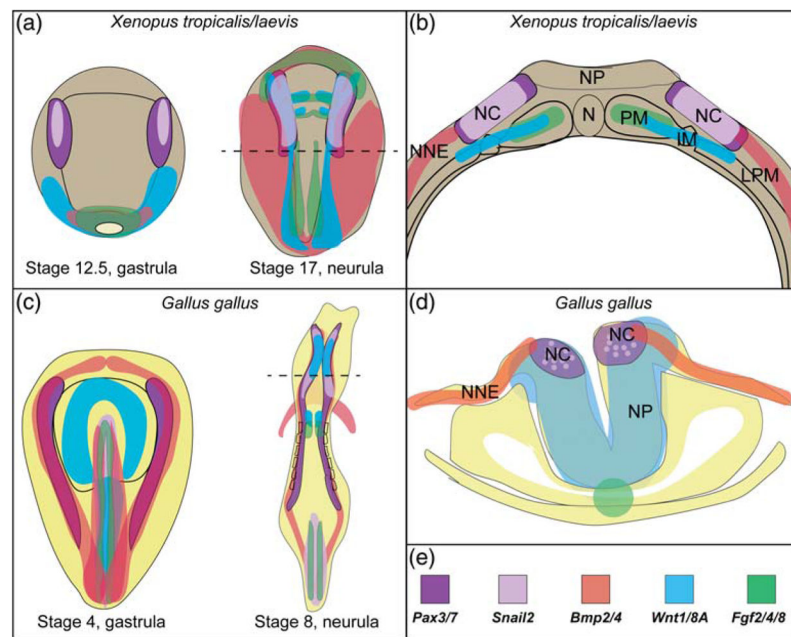 (a)
Xenopus tropicalis/laevis
Stage 12.5, gastrula
Stage 17, neurula
(b)
Xenopus tropicalis/laevis
NP
NC
N
NC
PM
NNE
IM
LPM
(c)
Gallus gallus
Stage 4, gastrula
Stage 8, neurula
(d)
Gallus gallus
NC
NC
NNE
NP
(e)
Pax3/7
Snail2
Bmp2/4
Wnt1/8A
Fgf2/4/8